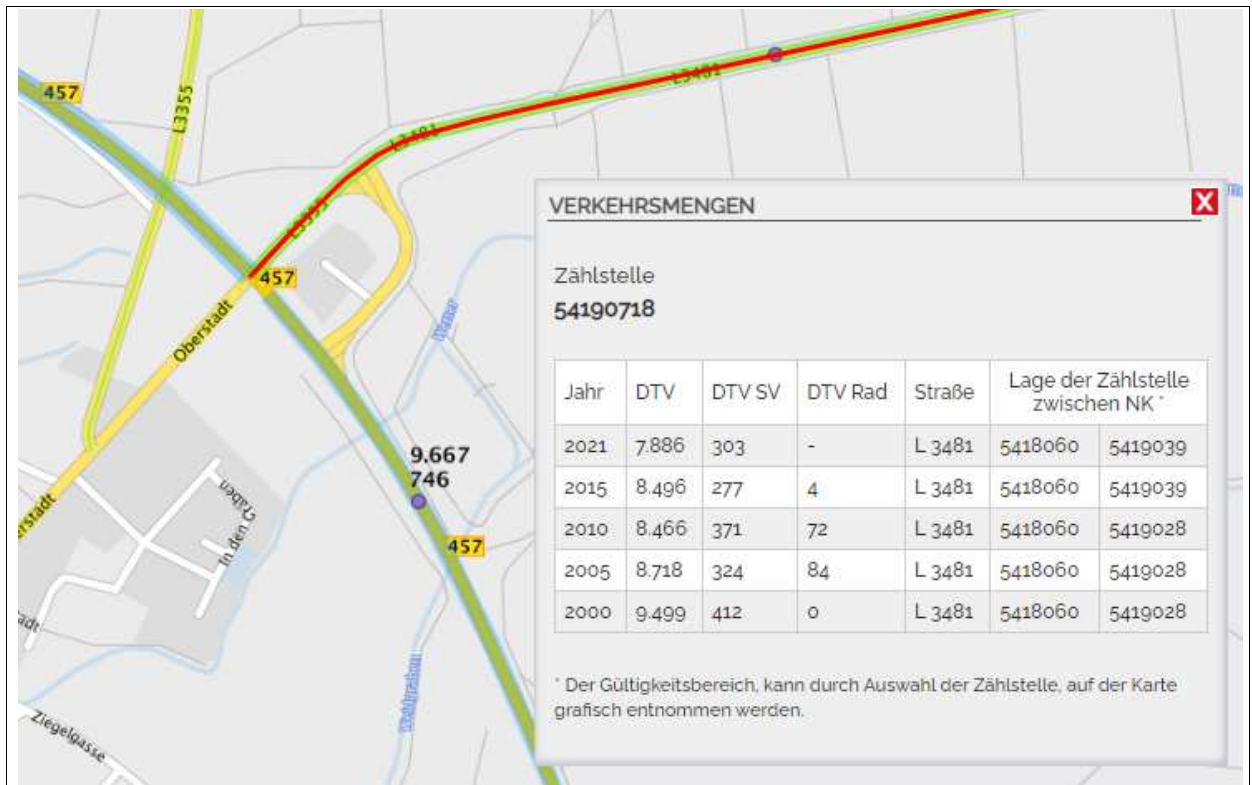 457
L3355
L3481
L3481
L3355
457
Oberstadt
9.667
746
457
In den Gräben
Ziegelgasse
VERKEHRSMENGEN
X
Zählstelle
54190718
Jahr DTV DTV SV DTV Rad Straße Lage der Zählstelle zwischen NK *
2021 7.886 303 - L 3481 5418060 5419039
2015 8.496 277 4 L 3481 5418060 5419039
2010 8.466 371 72 L 3481 5418060 5419028
2005 8.718 324 84 L 3481 5418060 5419028
2000 9.499 412 0 L 3481 5418060 5419028
* Der Gültigkeitsbereich, kann durch Auswahl der Zählstelle, auf der Karte
grafisch entnommen werden.